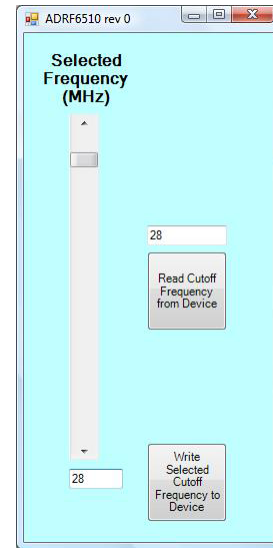 ADRF6510 rev 0
Selected
Frequency
(MHz)
28
Read Cutoff
Frequency
from Device
28
Write
Selected
Cutoff
Frequency to
Device